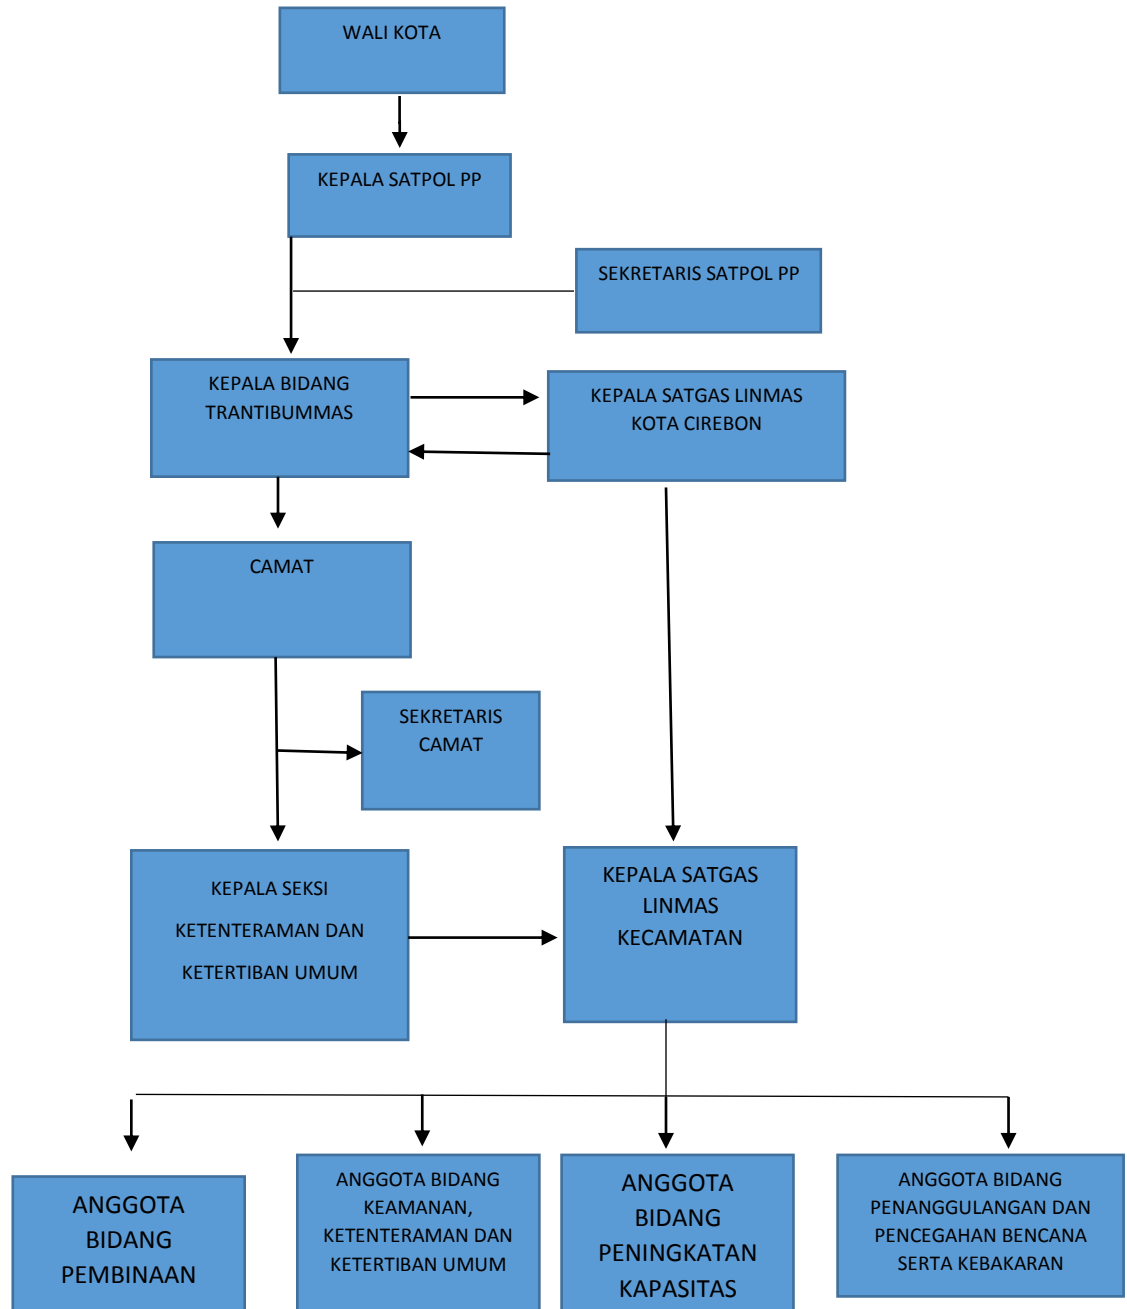 WALI KOTA
KEPALA SATPOL PP
SEKRETARIS SATPOL PP
KEPALA BIDANG
TRANTIBUMMAS
KEPALA SATGAS LINMAS
KOTA CIREBON
CAMAT
SEKRETARIS
CAMAT
KEPALA SEKSI
KETENTERAMAN DAN
KETERTIBAN UMUM
KEPALA SATGAS
LINMAS
KECAMATAN
ANGGOTA
BIDANG
PEMBINAAN
ANGGOTA BIDANG
KEAMANAN,
KETENTERAMAN DAN
KETERTIBAN UMUM
ANGGOTA
BIDANG
PENINGKATAN
KAPASITAS
ANGGOTA BIDANG
PENANGGULANGAN DAN
PENCEGAHAN BENCANA
SERTA KEBAKARAN